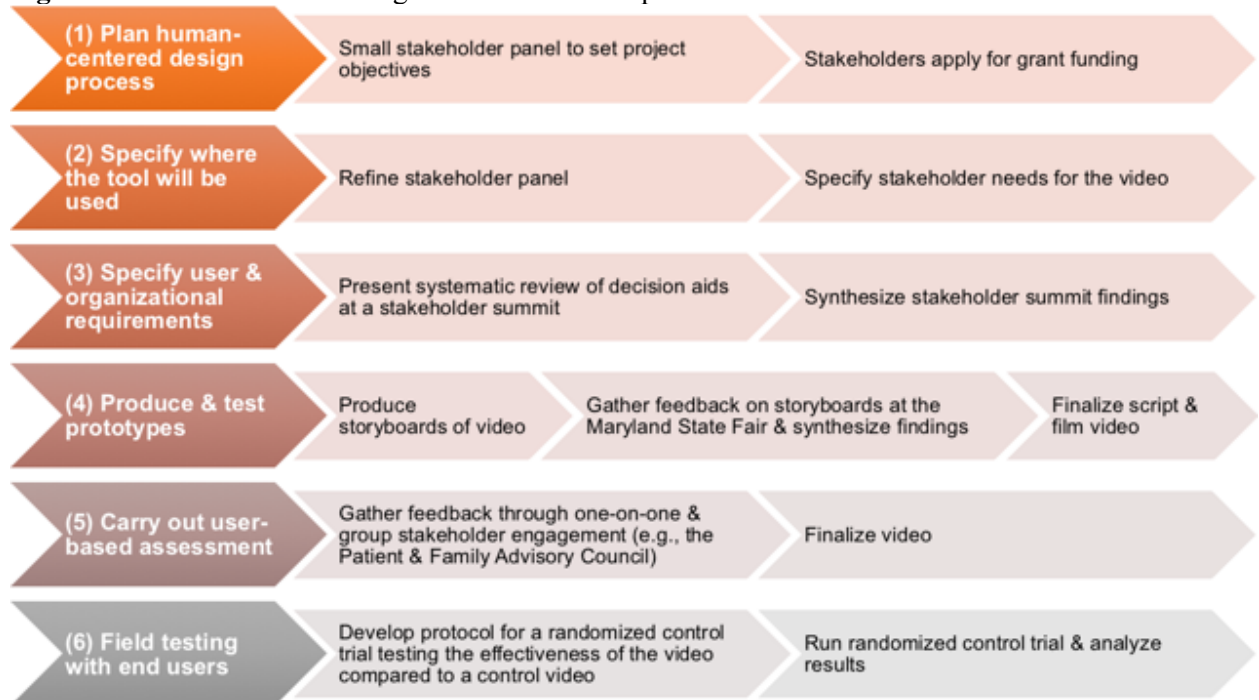 (1) Plan human-
centered design
process
Small stakeholder panel to set project
objectives
Stakeholders apply for grant funding
(2) Specify where
the tool will be
used
Refine stakeholder panel
Specify stakeholder needs for the video
(3) Specify user &
organizational
requirements
Present systematic review of decision aids
at a stakeholder summit
Synthesize stakeholder summit findings
(4) Produce & test
prototypes
Produce
storyboards of video
Gather feedback on storyboards at the
Maryland State Fair & synthesize findings
Finalize script &
film video
(5) Carry out user-
based assessment
Gather feedback through one-on-one &
group stakeholder engagement (e.g., the
Patient & Family Advisory Council)
Finalize video
(6) Field testing
with end users
Develop protocol for a randomized control
trial testing the effectiveness of the video
compared to a control video
Run randomized control trial & analyze
results